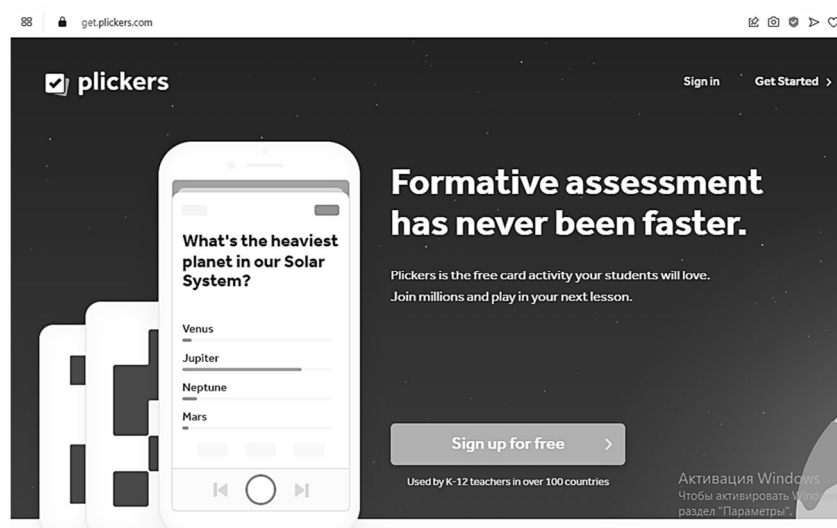 get.plickers.com
plickers
Sign in
Get Started
Formative assessment
has never been faster.
Plickers is the free card activity your students will love.
Join millions and play in your next lesson.
What's the heaviest
planet in our Solar
System?
Venus
Jupiter
Neptune
Mars
Sign up for free
Used by K-12 teachers in over 100 countries
Активация Windows
Чтобы активировать Windo
раздел "Параметры".